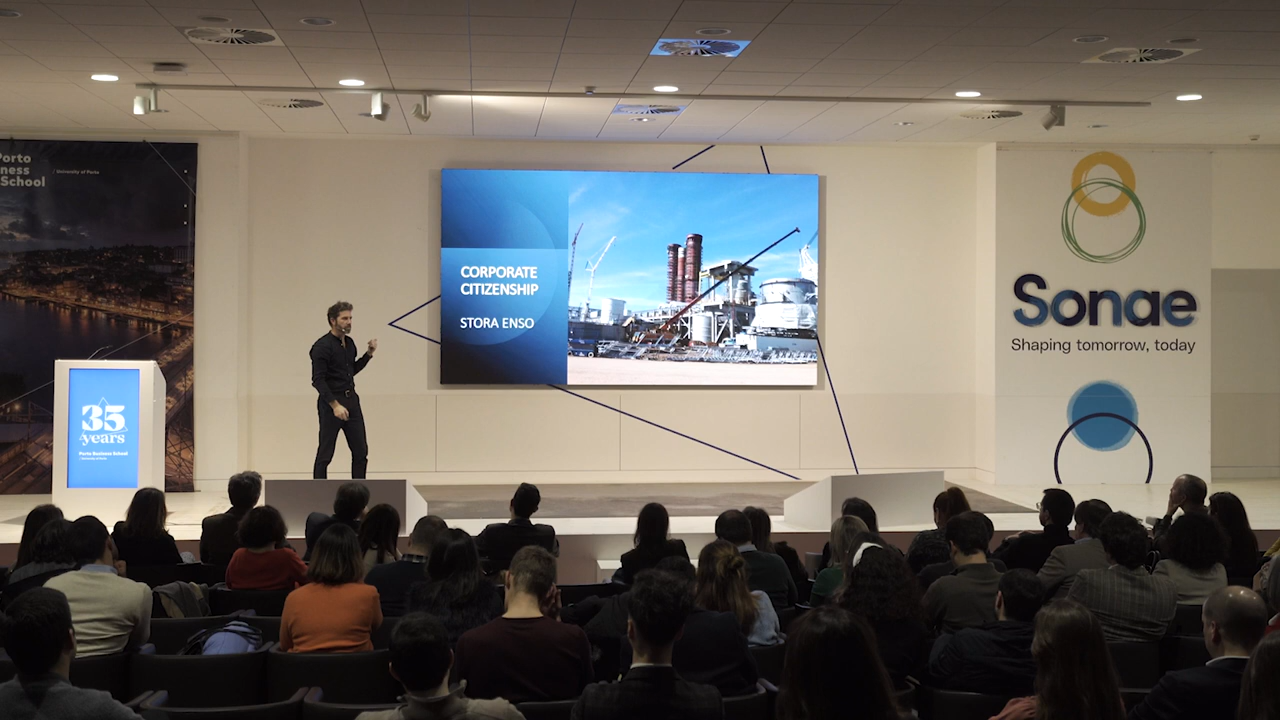 Porto
ness
School
/ University of Porto
CORPORATE
CITIZENSHIP
STORA ENSO
Sonae
Shaping tomorrow, today
35
years
Porto Business School